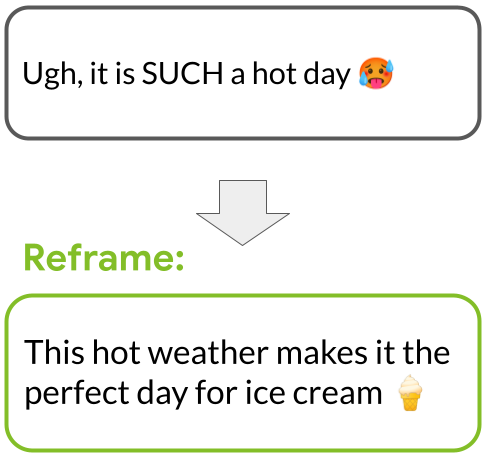 Ugh, it is SUCH a hot day 🥵
Reframe:
This hot weather makes it the
perfect day for ice cream 🍦